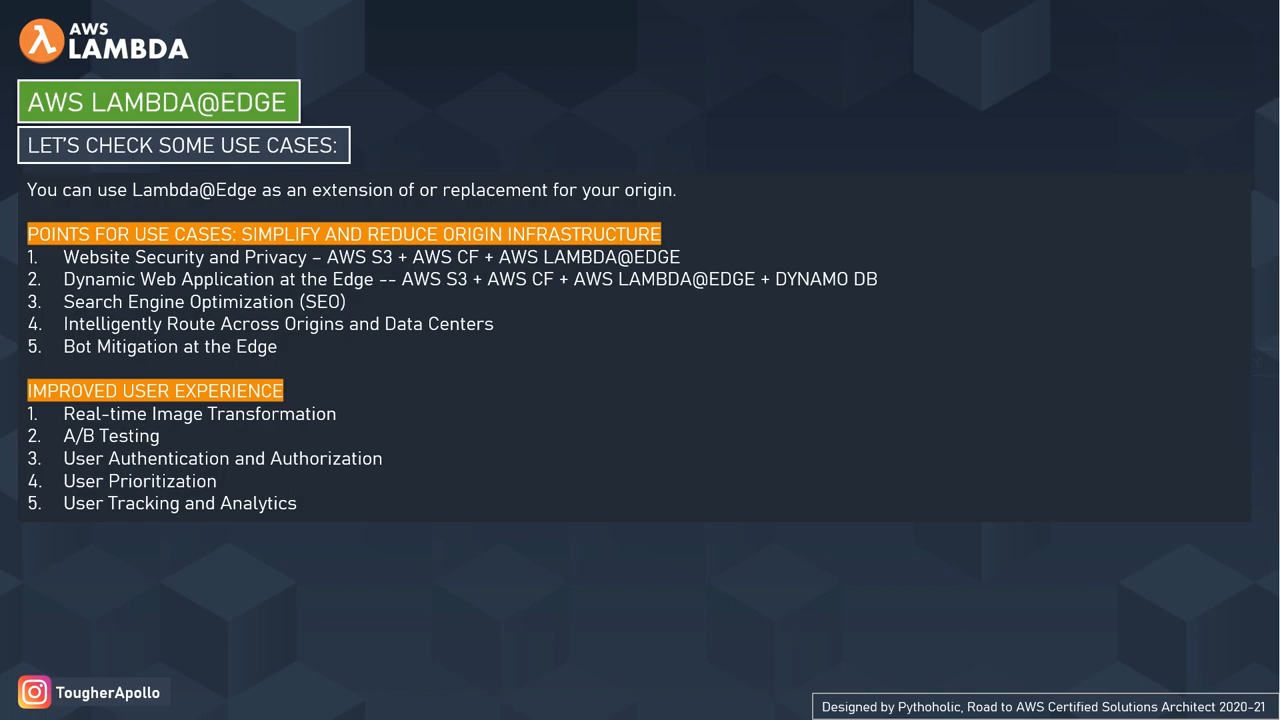 AWS
LAMBDA
AWS LAMBDA@EDGE
LET'S CHECK SOME USE CASES:
You can use Lambda@Edge as an extension of or replacement for your origin.
POINTS FOR USE CASES: SIMPLIFY AND REDUCE ORIGIN INFRASTRUCTURE
1. Website Security and Privacy – AWS S3 + AWS CF + AWS LAMBDA@EDGE
2. Dynamic Web Application at the Edge -- AWS S3 + AWS CF + AWS LAMBDA@EDGE + DYNAMO DB
3. Search Engine Optimization (SEO)
4. Intelligently Route Across Origins and Data Centers
5. Bot Mitigation at the Edge
IMPROVED USER EXPERIENCE
1. Real-time Image Transformation
2. A/B Testing
3. User Authentication and Authorization
4. User Prioritization
5. User Tracking and Analytics
TougherApollo
Designed by Pythoholic, Road to AWS Certified Solutions Architect 2020-21